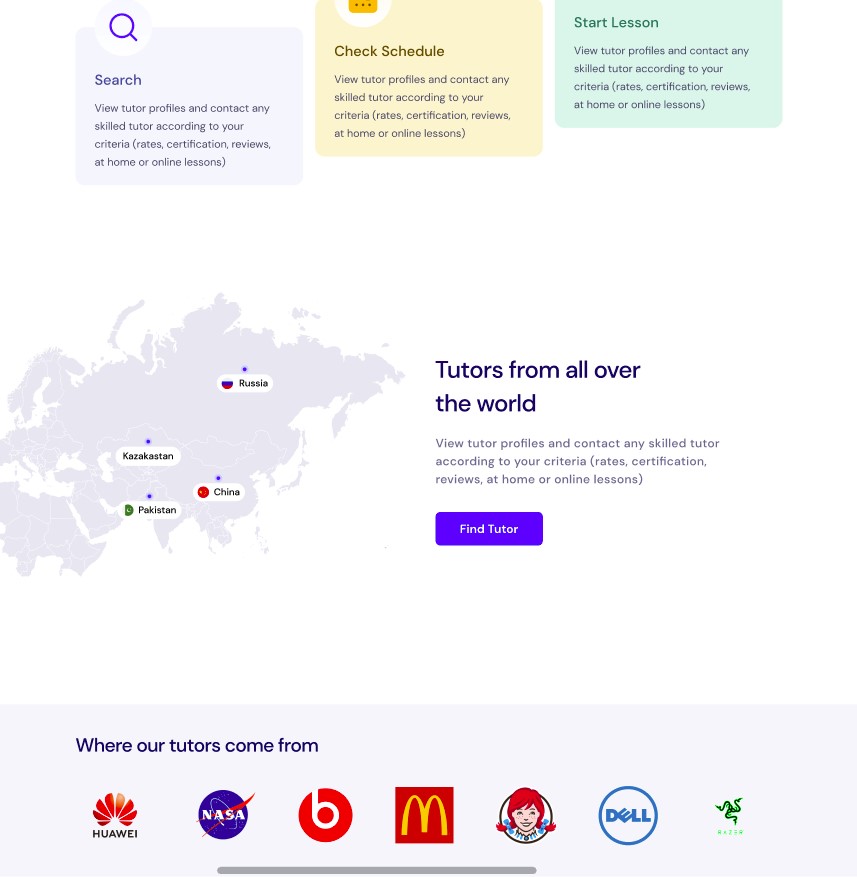 Search
View tutor profiles and contact any
skilled tutor according to your
criteria (rates, certification, reviews,
at home or online lessons)
Check Schedule
View tutor profiles and contact any
skilled tutor according to your
criteria (rates, certification, reviews,
at home or online lessons)
Start Lesson
View tutor profiles and contact any
skilled tutor according to your
criteria (rates, certification, reviews,
at home or online lessons)
Russia
Kazakastan
China
Pakistan
Tutors from all over
the world
View tutor profiles and contact any skilled tutor
according to your criteria (rates, certification,
reviews, at home or online lessons)
Find Tutor
Where our tutors come from
HUAWEI
NASA
b
M
DELL
RAZER